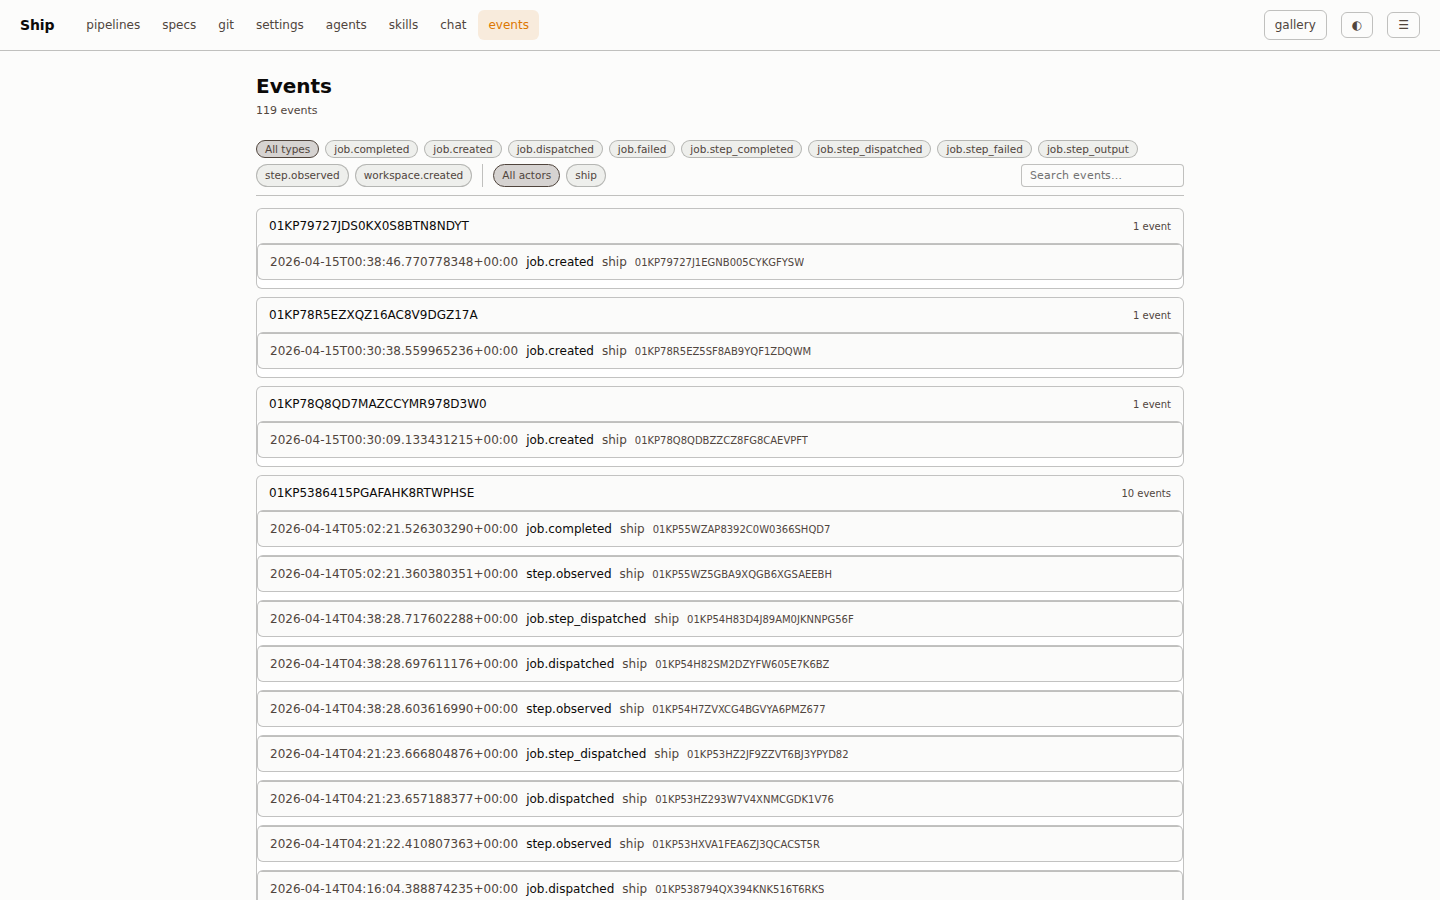 Ship pipelines specs git settings agents skills chat events gallery
Events
119 events
All types job.completed job.created job.dispatched job.failed job.step_completed job.step_dispatched job.step_failed job.step_output
step.observed workspace.created All actors ship Search events...
01KP79727JDS0KX0S8BTN8NDYT 1 event
2026-04-15T00:38:46.770778348+00:00 job.created ship 01KP79727J1EGNB005CYKGFYSW
01KP78R5EZXQZ16AC8V9DGZ17A 1 event
2026-04-15T00:30:38.559965236+00:00 job.created ship 01KP78R5EZ5SF8AB9YQF1ZDQWM
01KP78Q8QD7MAZCCYMR978D3W0 1 event
2026-04-15T00:30:09.133431215+00:00 job.created ship 01KP78Q8QDBZZCZ8FG8CAEVPFT
01KP5386415PGAFAHK8RTWPHSE 10 events
2026-04-14T05:02:21.526303290+00:00 job.completed ship 01KP55WZAP8392C0W0366SHQD7
2026-04-14T05:02:21.360380351+00:00 step.observed ship 01KP55WZ5GBA9XQGB6XGSAEEBH
2026-04-14T04:38:28.717602288+00:00 job.step_dispatched ship 01KP54H83D4J89AM0JKNNPG56F
2026-04-14T04:38:28.697611176+00:00 job.dispatched ship 01KP54H82SM2DZYFW605E7K6BZ
2026-04-14T04:38:28.603616990+00:00 step.observed ship 01KP54H7ZVXCG4BGVYA6PMZ677
2026-04-14T04:21:23.666804876+00:00 job.step_dispatched ship 01KP53HZ2JF9ZZVT6BJ3YPYD82
2026-04-14T04:21:23.657188377+00:00 job.dispatched ship 01KP53HZ293W7V4XNMCGDK1V76
2026-04-14T04:21:22.410807363+00:00 step.observed ship 01KP53HXVA1FEA6ZJ3QCACST5R
2026-04-14T04:16:04.388874235+00:00 job.dispatched ship 01KP538794QX394KNK516T6RKS